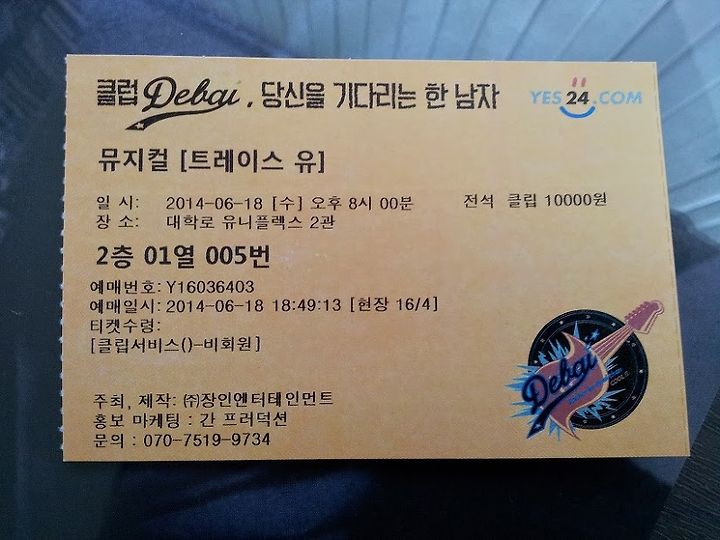 클럽 Debai, 당신을 기다리는 한 남자
YES24.COM
뮤지컬 [트레이스 유]
일 시: 2014-06-18 [수] 오후 8시 00분 전석 클립 10000원
장 소: 대학로 유니플렉스 2관
2층 01열 005번
예매번호: Y16036403
예매일시: 2014-06-18 18:49:13 [현장 16/4]
티켓수령:
[클립서비스()-비회원]
Debai
주최, 제작: ㈜장인엔터테인먼트
홍보 마케팅 : 간 프러덕션
문의 : 070-7519-9734